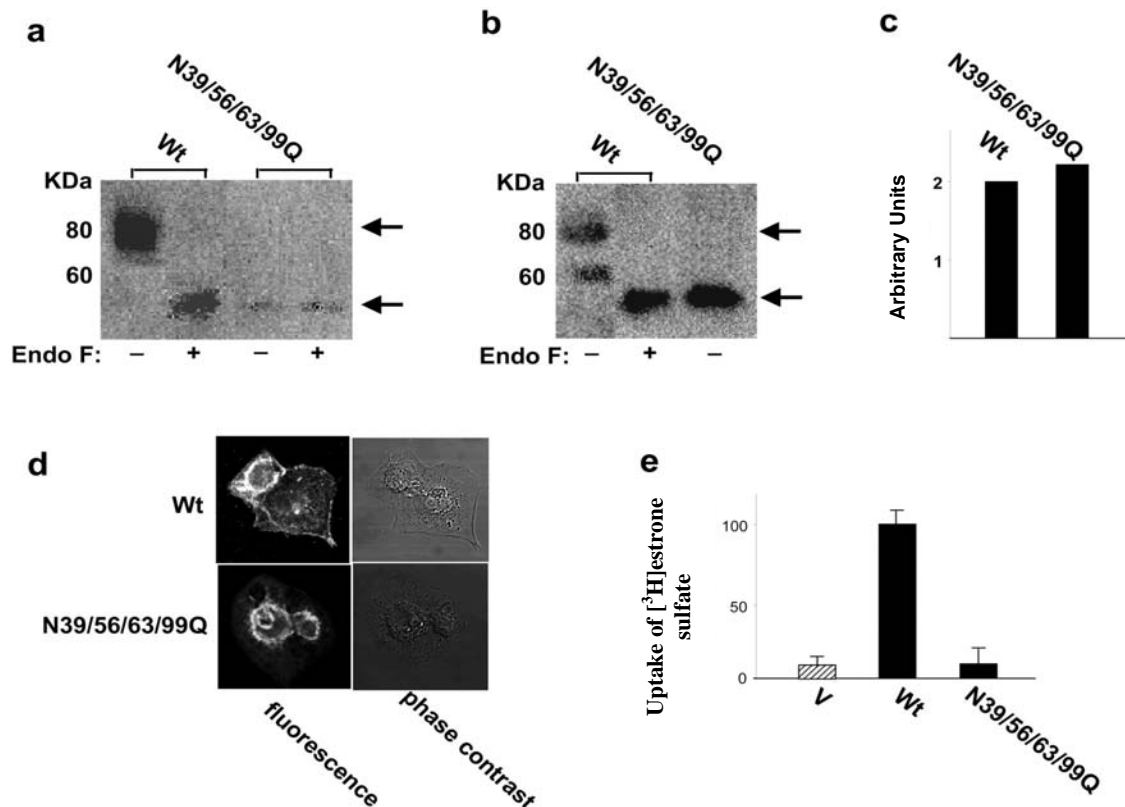 a
N39/56/63/99Q
Wt
KDa
80
60
Endo F: – + – +
b
N39/56/63/99Q
Wt
KDa
80
60
Endo F: – + –
c
N39/56/63/99Q
Wt
Arbitrary Units
2
1
d
Wt
N39/56/63/99Q
fluorescence
phase contrast
e
Uptake of [³H]estrone
sulfate
100
50
0
V
Wt
N39/56/63/99Q